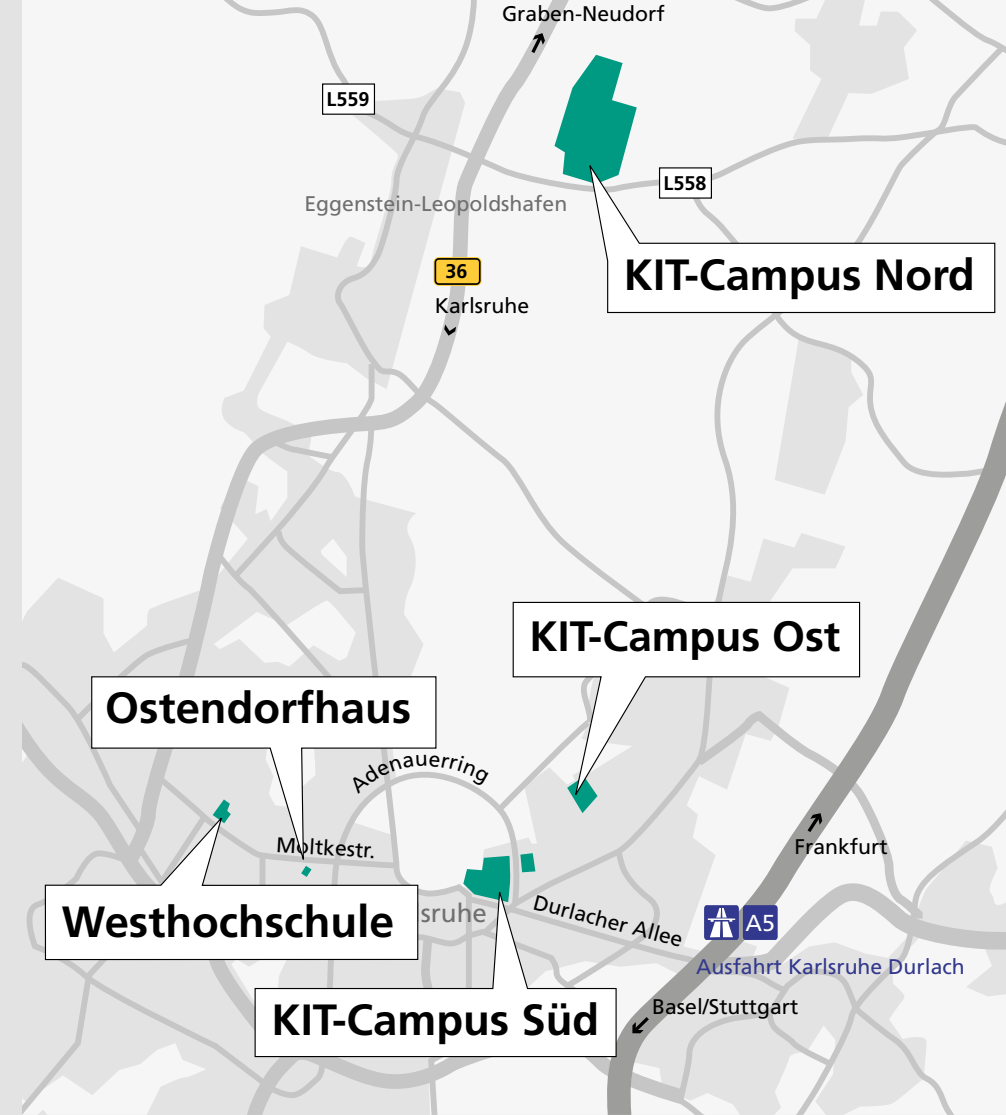 Graben-Neudorf
L559
L558
Eggenstein-Leopoldshafen
36
KIT-Campus Nord
Karlsruhe
KIT-Campus Ost
Ostendorfhaus
Adenauerring
Moltkestr.
Frankfurt
Westhochschule
sruhe
Durlacher Allee
A5
Ausfahrt Karlsruhe Durlach
KIT-Campus Süd
Basel/Stuttgart